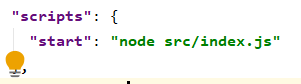 "scripts": {
"start": "node src/index.js"
},